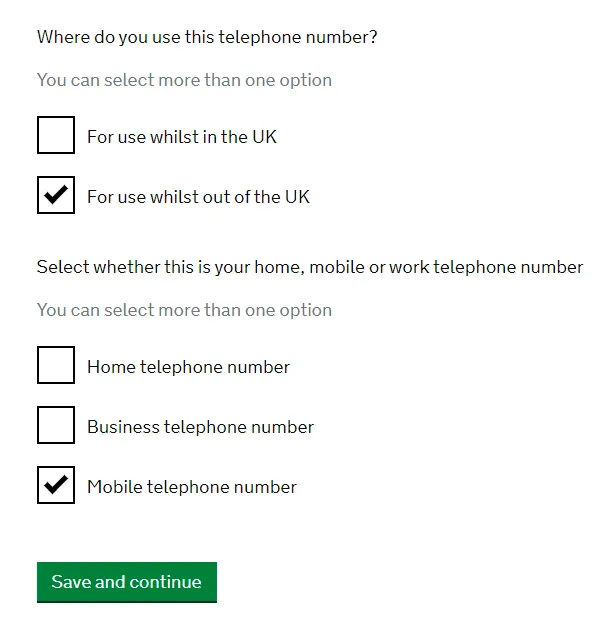 Where do you use this telephone number?
You can select more than one option
For use whilst in the UK
For use whilst out of the UK
Select whether this is your home, mobile or work telephone number
You can select more than one option
Home telephone number
Business telephone number
Mobile telephone number
Save and continue